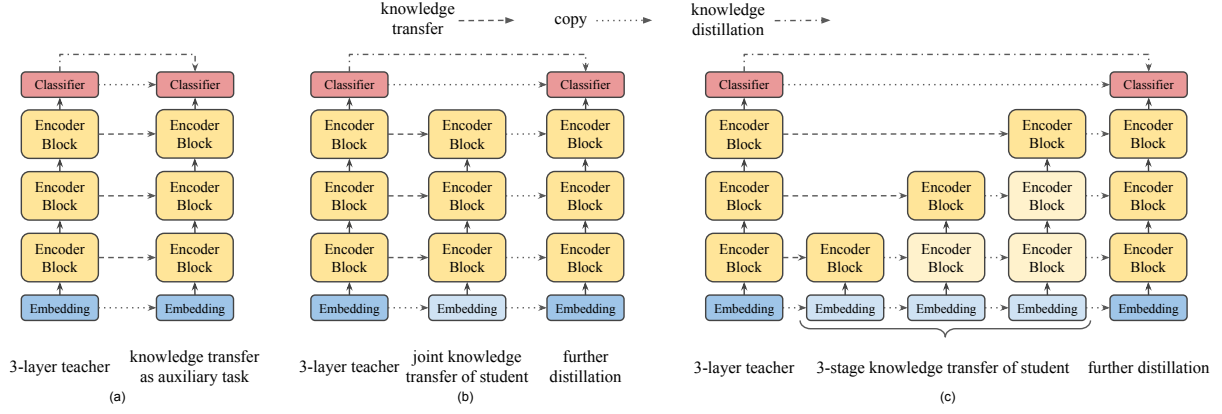 knowledge
transfer
copy
knowledge
distillation
Classifier
Classifier
Encoder
Block
Encoder
Block
Encoder
Block
Encoder
Block
Encoder
Block
Encoder
Block
Embedding
Embedding
3-layer teacher
knowledge transfer
as auxiliary task
(a)
Classifier
Classifier
Encoder
Block
Encoder
Block
Encoder
Block
Encoder
Block
Encoder
Block
Encoder
Block
Encoder
Block
Encoder
Block
Encoder
Block
Embedding
Embedding
Embedding
3-layer teacher
joint knowledge
transfer of student
further
distillation
(b)
Classifier
Classifier
Encoder
Block
Encoder
Block
Encoder
Block
Encoder
Block
Encoder
Block
Encoder
Block
Encoder
Block
Encoder
Block
Encoder
Block
Encoder
Block
Encoder
Block
Encoder
Block
Embedding
Embedding
Embedding
Embedding
Embedding
3-layer teacher
3-stage knowledge transfer of student
further distillation
(c)